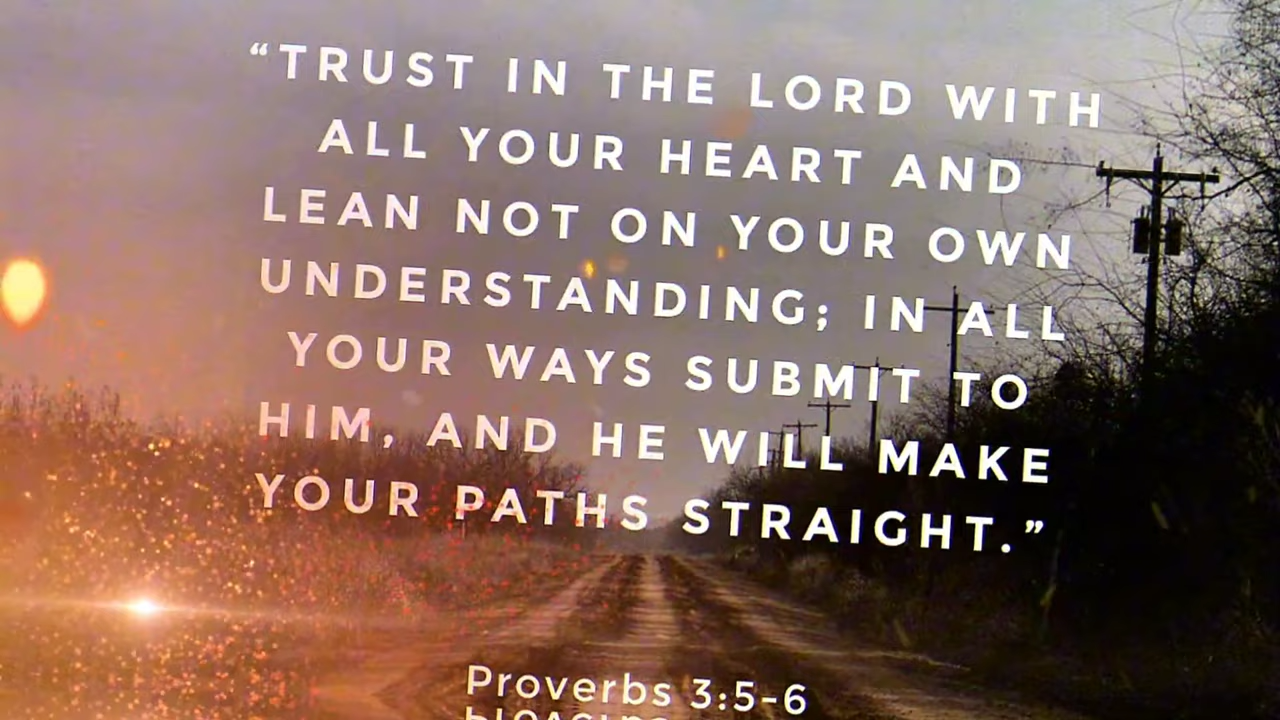 “TRUST IN THE LORD WITH
ALL YOUR HEART AND
LEAN NOT ON YOUR OWN
UNDERSTANDING; IN ALL
YOUR WAYS SUBMIT TO
HIM, AND HE WILL MAKE
YOUR PATHS STRAIGHT.”
Proverbs 3:5-6